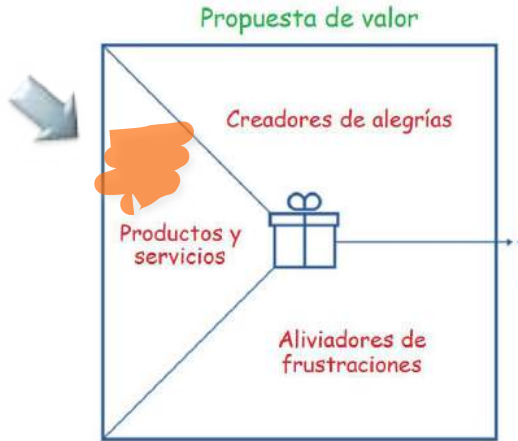 Propuesta de valor
Creadores de alegrías
Productos y
servicios
Aliviadores de
frustraciones